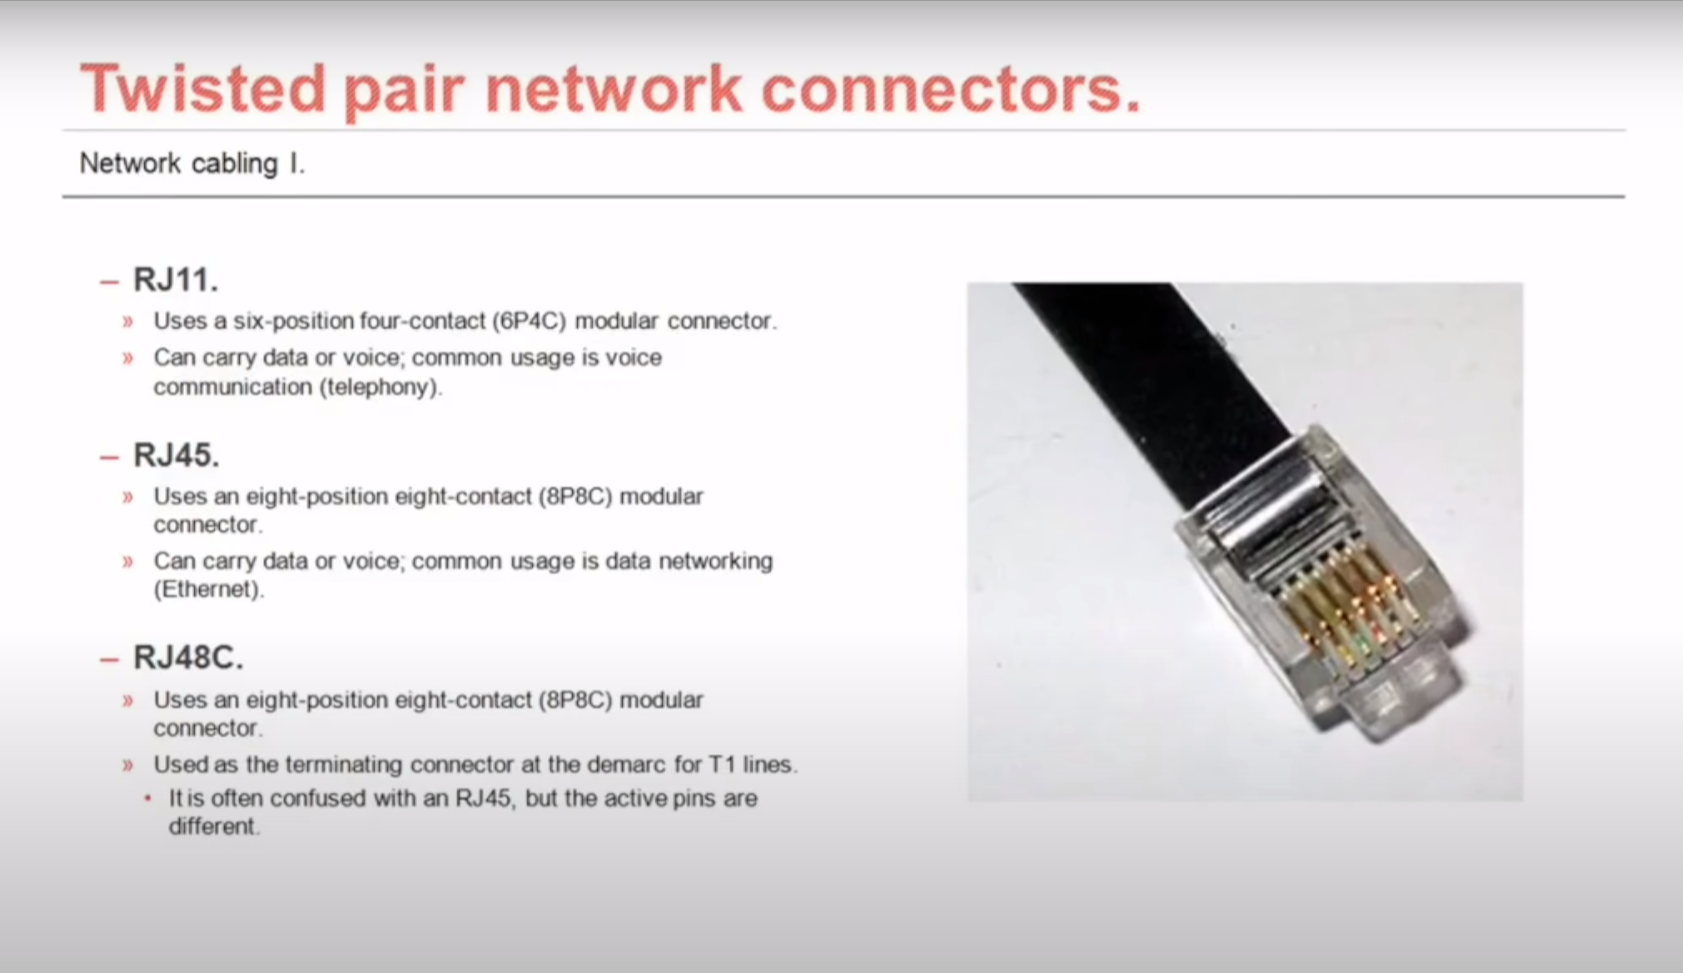 Twisted pair network connectors.
Network cabling I.
– RJ11.
» Uses a six-position four-contact (6P4C) modular connector.
» Can carry data or voice; common usage is voice
communication (telephony).
– RJ45.
» Uses an eight-position eight-contact (8P8C) modular
connector.
» Can carry data or voice; common usage is data networking
(Ethernet).
– RJ48C.
» Uses an eight-position eight-contact (8P8C) modular
connector.
» Used as the terminating connector at the demarc for T1 lines.
• It is often confused with an RJ45, but the active pins are
different.